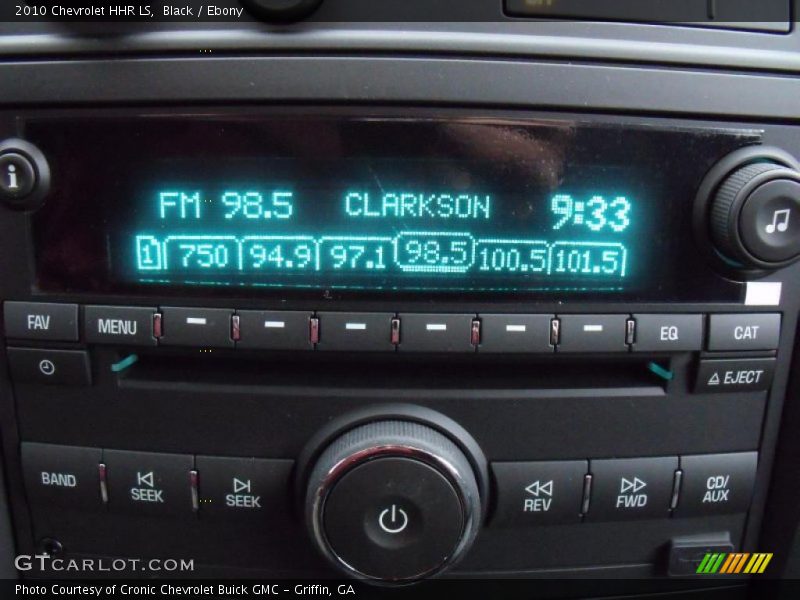 2010 Chevrolet HHR LS, Black / Ebony
i
FM 98.5 CLARKSON 9:33
1 750 94.9 97.1 98.5 100.5 101.5
FAV MENU EQ CAT
EJECT
BAND SEEK SEEK REV FWD CD/AUX
GTCARLOT.COM
Photo Courtesy of Cronic Chevrolet Buick GMC – Griffin, GA